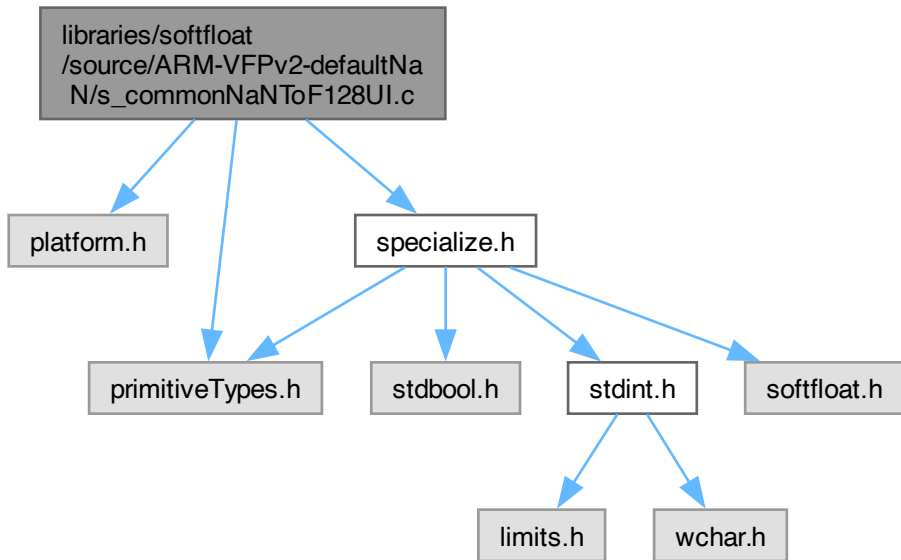 libraries/softfloat
/source/ARM-VFPv2-defaultNa
N/s_commonNaNToF128UI.c
platform.h
specialize.h
primitiveTypes.h
stdbool.h
stdint.h
softfloat.h
limits.h
wchar.h